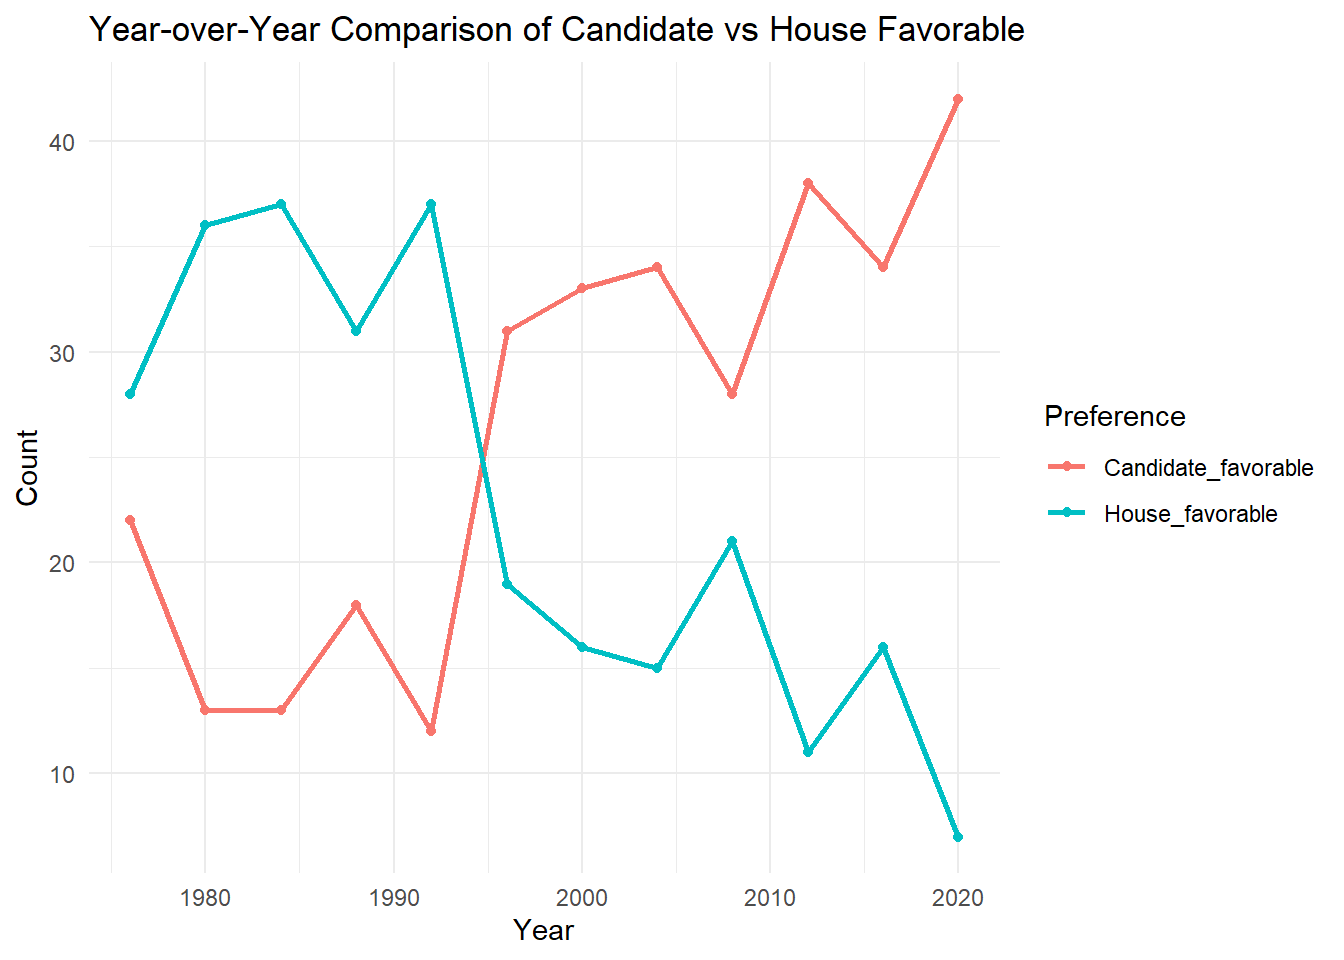 Year-over-Year Comparison of Candidate vs House Favorable
Count
40
30
20
10
1980
1990
2000
2010
2020
Year
Preference
Candidate_favorable
House_favorable